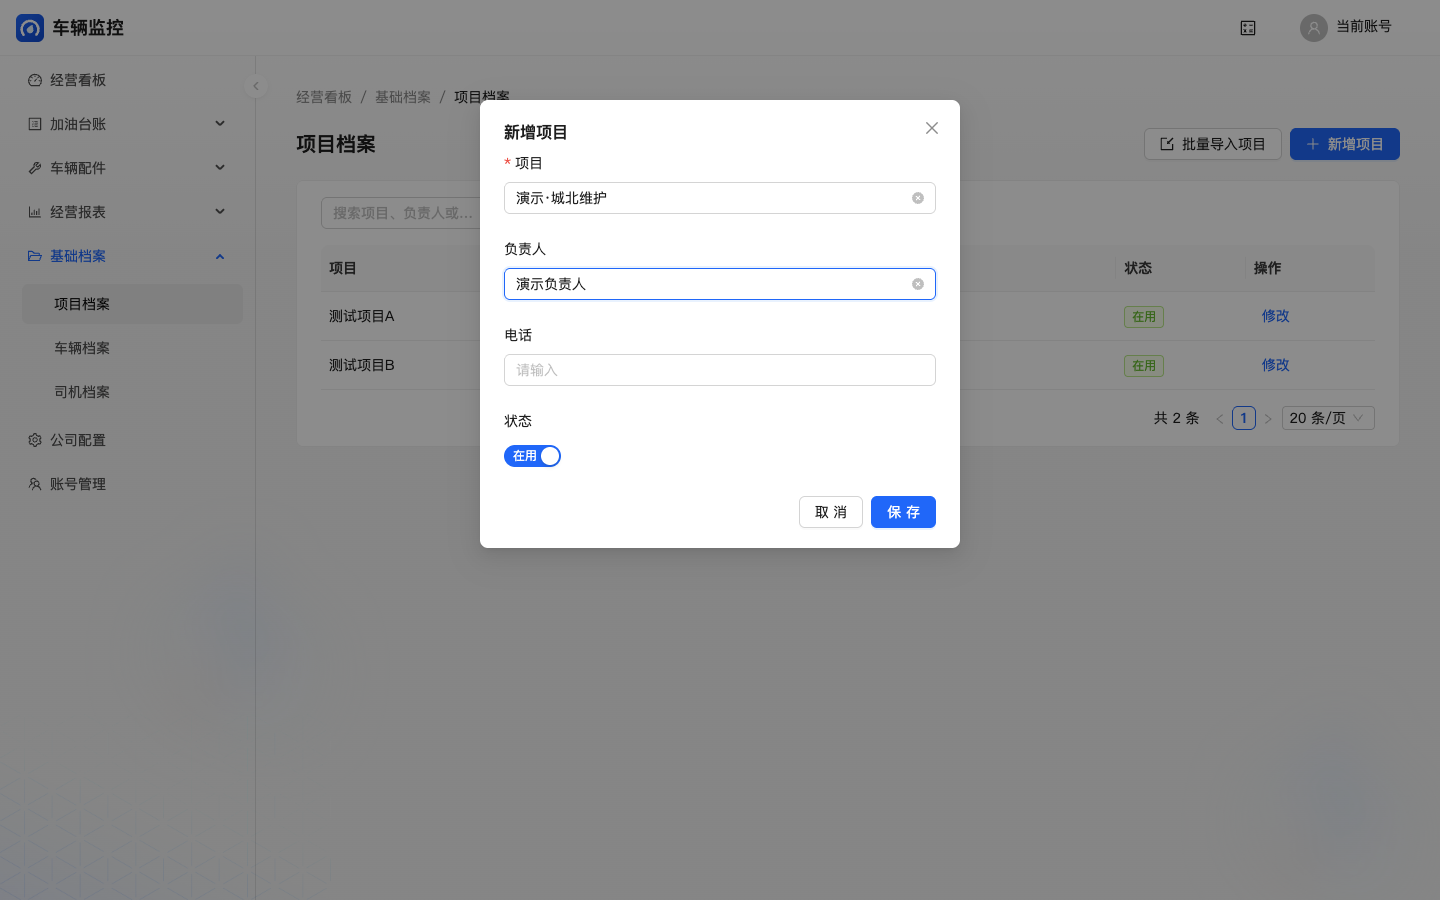 车辆监控
当前账号
经营看板
加油台账
车辆配件
经营报表
基础档案
项目档案
车辆档案
司机档案
公司配置
账号管理
经营看板 / 基础档案 / 项目档案
项目档案
批量导入项目
新增项目
搜索项目、负责人或...
项目
状态
操作
测试项目A
在用
修改
测试项目B
在用
修改
共 2 条
1
20 条/页
新增项目
* 项目
演示·城北维护
负责人
演示负责人
电话
请输入
状态
在用
取 消
保 存